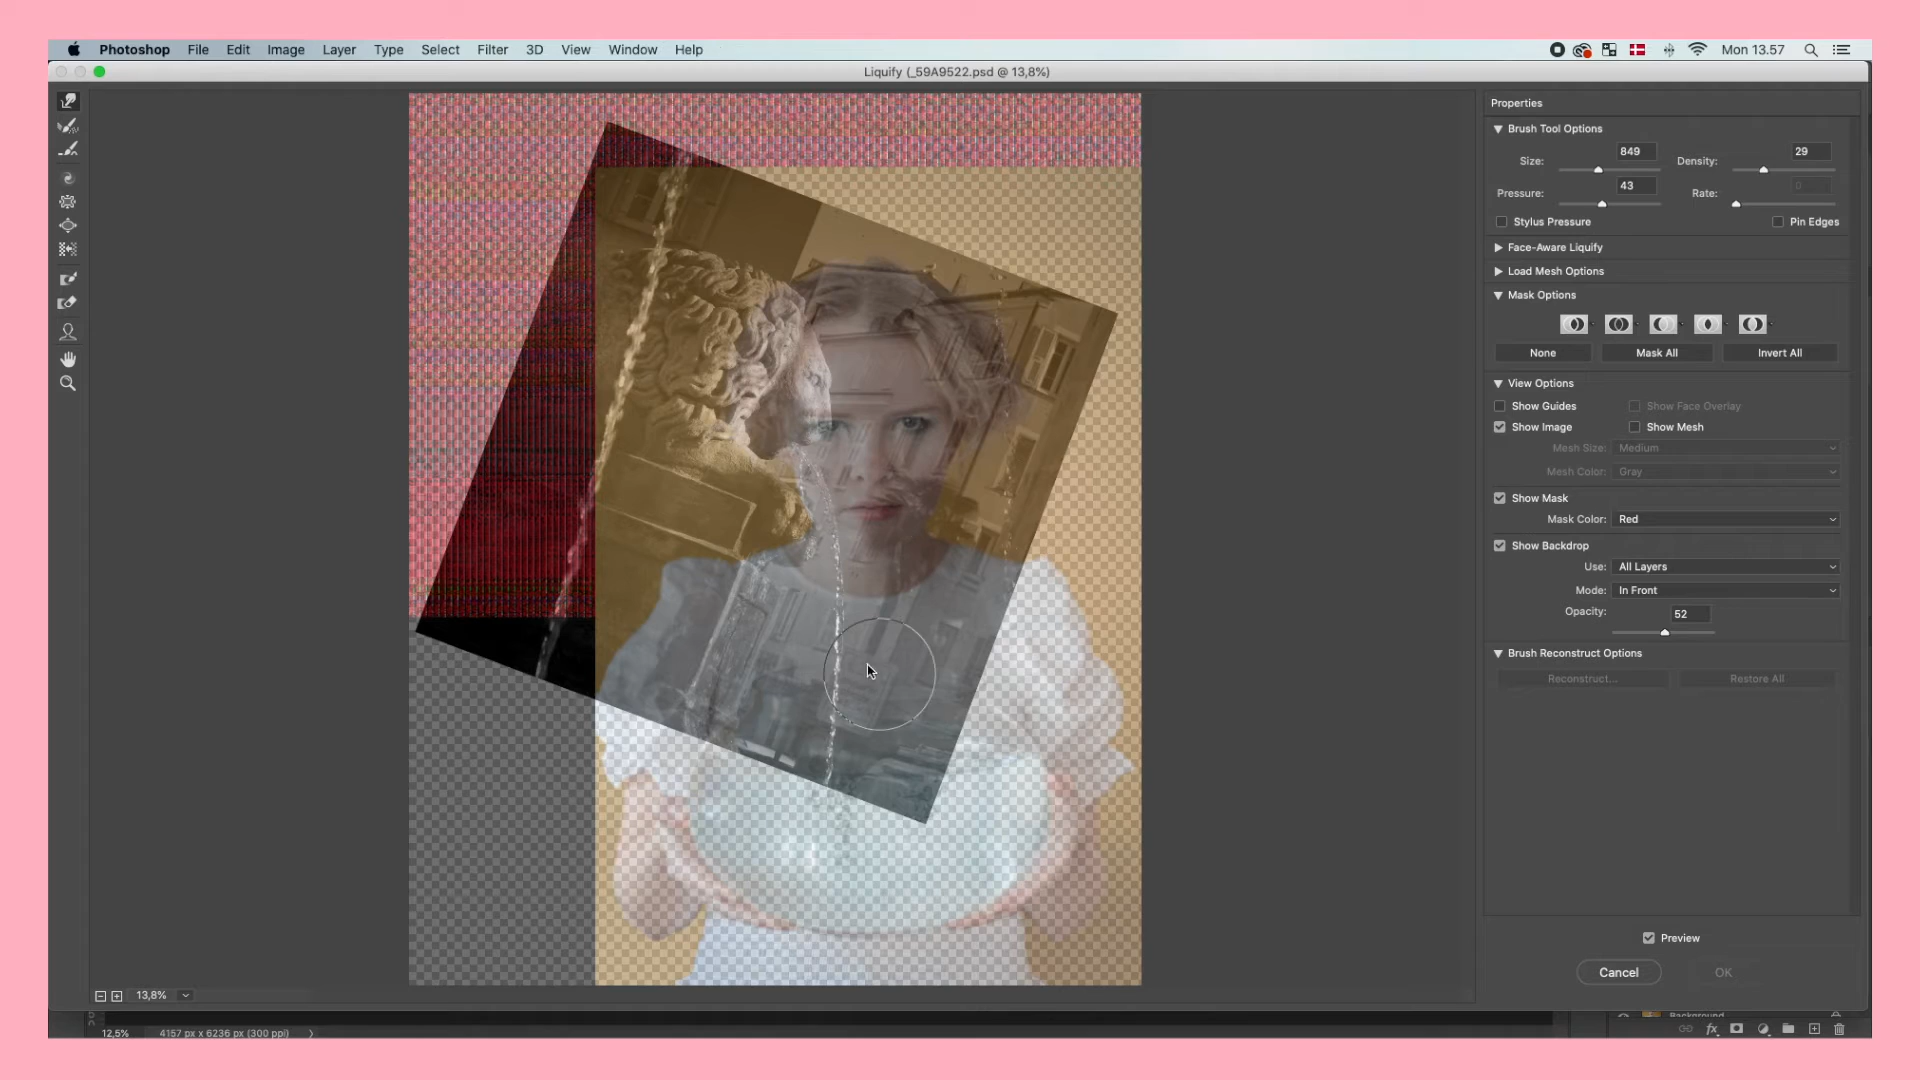 Photoshop File Edit Image Layer Type Select Filter 3D View Window Help Mon 13.57
Liquify (_59A9522.psd @ 13,8%)
Properties
Brush Tool Options
Size: 849 Density: 29
Pressure: 43 Rate: 0
Stylus Pressure Pin Edges
Face-Aware Liquify
Load Mesh Options
Mask Options
None Mask All Invert All
View Options
Show Guides Show Face Overlay
Show Image Show Mesh
Mesh Size: Medium
Mesh Color: Gray
Show Mask
Mask Color: Red
Show Backdrop
Use: All Layers
Mode: In Front
Opacity: 52
Brush Reconstruct Options
Reconstruct... Restore All
Preview
Cancel OK
13,8%
Background
12,5% 4157 px x 6236 px (300 ppi)
fx